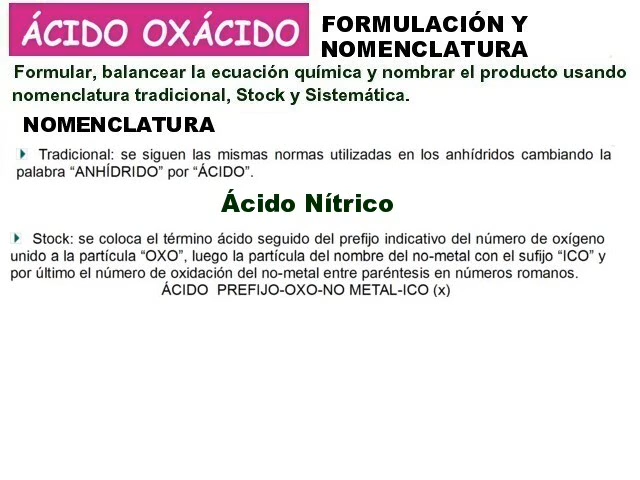 ÁCIDO OXÁCIDO
FORMULACIÓN Y
NOMENCLATURA
Formular, balancear la ecuación química y nombrar el producto usando
nomenclatura tradicional, Stock y Sistemática.
NOMENCLATURA
Tradicional: se siguen las mismas normas utilizadas en los anhídridos cambiando la
palabra “ANHÍDRIDO” por “ÁCIDO”.
Ácido Nítrico
Stock: se coloca el término ácido seguido del prefijo indicativo del número de oxígeno
unido a la partícula “OXO”, luego la partícula del nombre del no-metal con el sufijo “ICO” y
por último el número de oxidación del no-metal entre paréntesis en números romanos.
ÁCIDO PREFIJO-OXO-NO METAL-ICO (x)